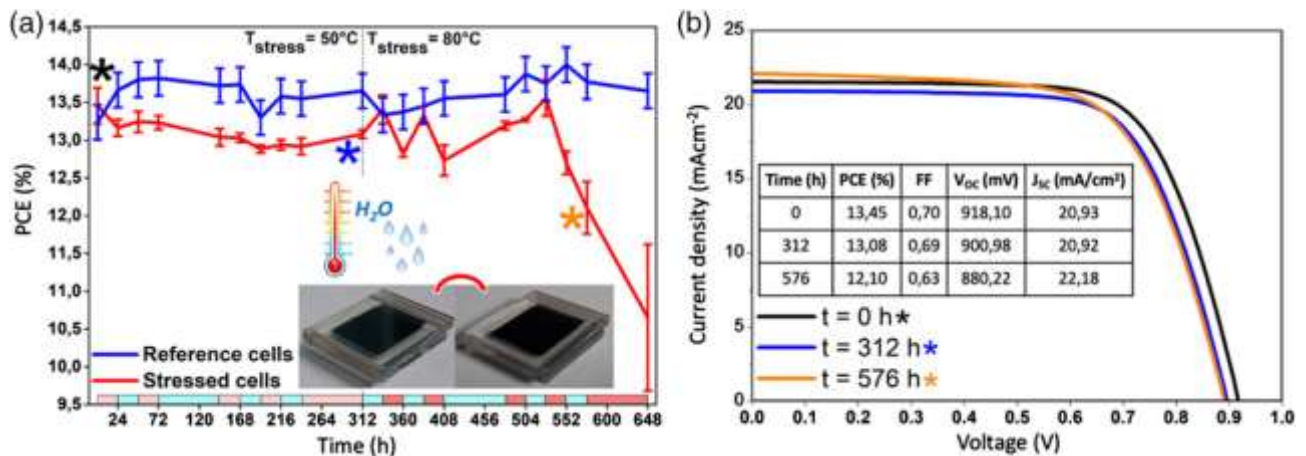 (a)
14,5
14,0
13,5
13,0
12,5
12,0
11,5
11,0
10,5
10,0
9,5
PCE (%)
T stress = 50°C
T stress = 80°C
*
*
*
H2O
Reference cells
Stressed cells
24 72 120 168 216 264 312 360 408 456 504 552 600 648
Time (h)
(b)
25
20
15
10
5
0
Current density (mAcm-2)
Time (h) PCE (%) FF VOC (mV) JSC (mA/cm²)
0 13,45 0,70 918,10 20,93
312 13,08 0,69 900,98 20,92
576 12,10 0,63 880,22 22,18
t = 0 h*
t = 312 h*
t = 576 h*
0.0 0.1 0.2 0.3 0.4 0.5 0.6 0.7 0.8 0.9 1.0
Voltage (V)